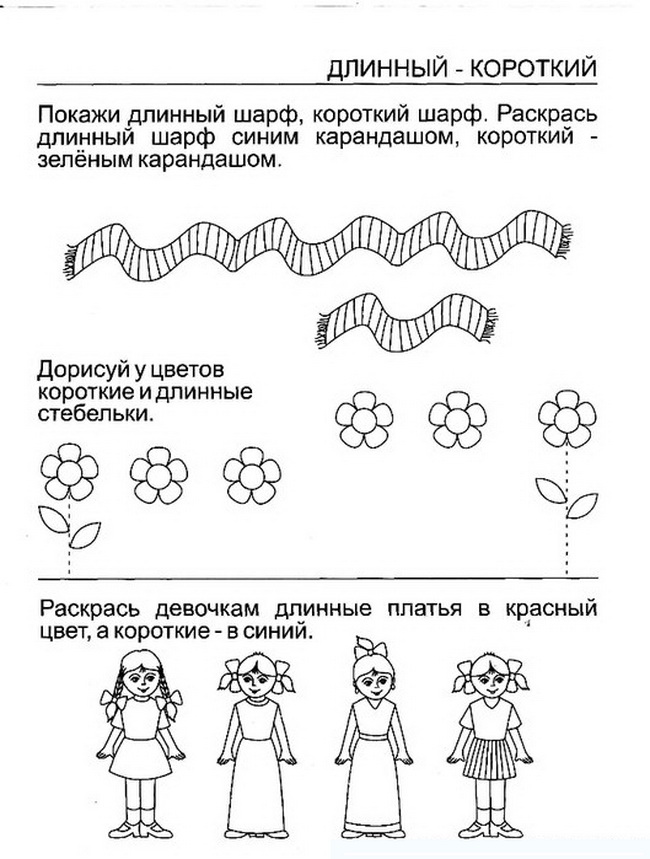 ДЛИННЫЙ - КОРОТКИЙ
Покажи длинный шарф, короткий шарф. Раскрась
длинный шарф синим карандашом, короткий -
зелёным карандашом.
Дорисуй у цветов
короткие и длинные
стебельки.
Раскрась девочкам длинные платья в красный
цвет, а короткие - в синий.